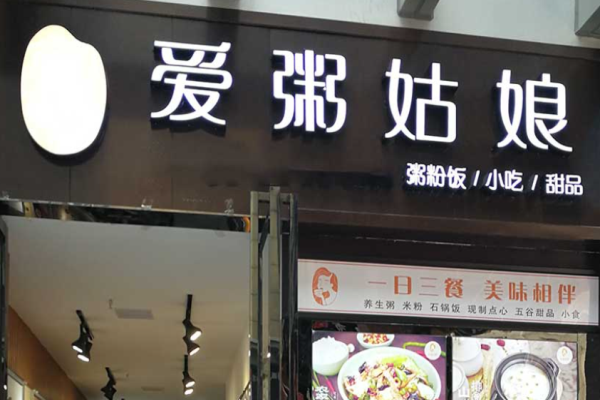 爱粥姑娘
粥粉饭 / 小吃 / 甜品
一日三餐 美味相伴
养生粥 米粉 石锅饭 现制点心 五谷甜品 小食